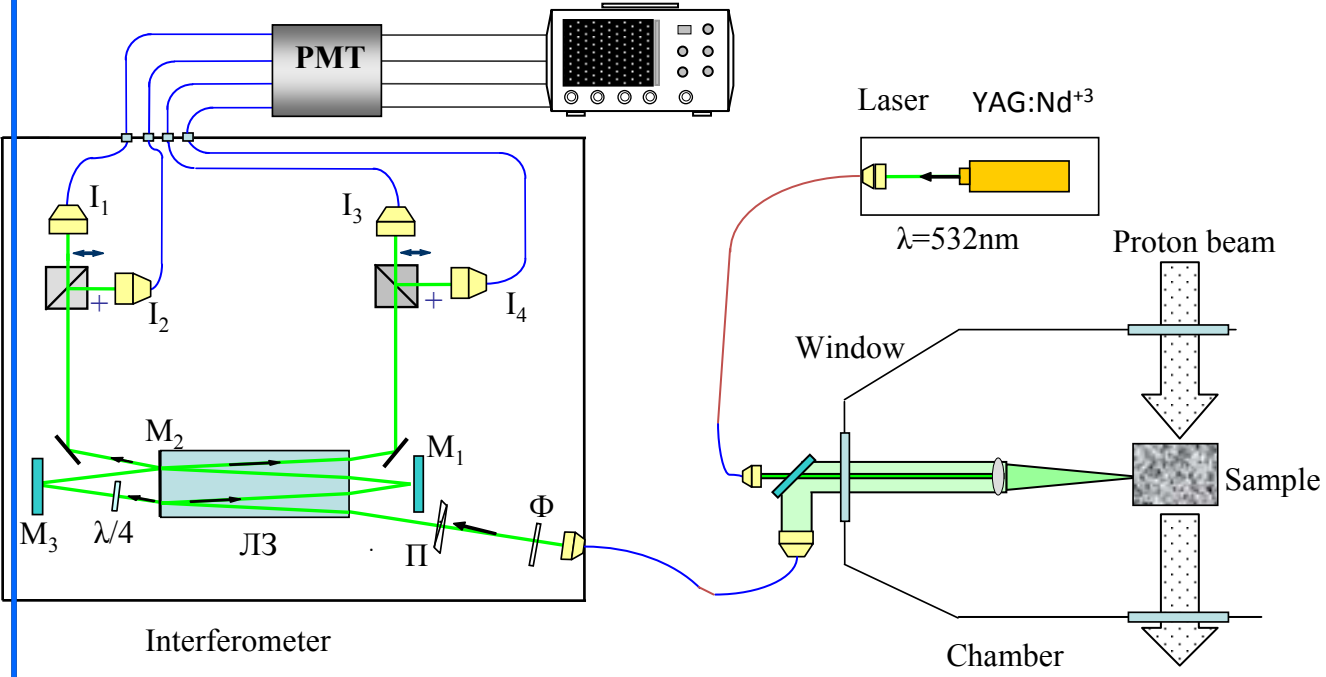 PMT
Laser YAG:Nd⁺³
λ=532nm
Proton beam
I₁
I₃
+
I₂
+
I₄
Window
M₂
M₁
Sample
M₃
λ/4
ЛЗ
П
Ф
Interferometer
Chamber